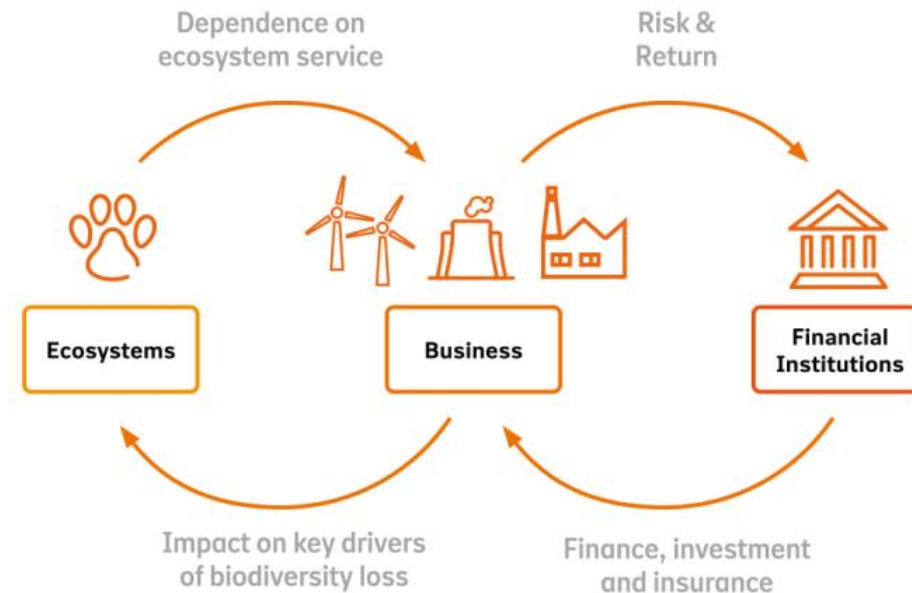 Dependence on
ecosystem service
Risk &
Return
Ecosystems
Business
Financial
Institutions
Impact on key drivers
of biodiversity loss
Finance, investment
and insurance